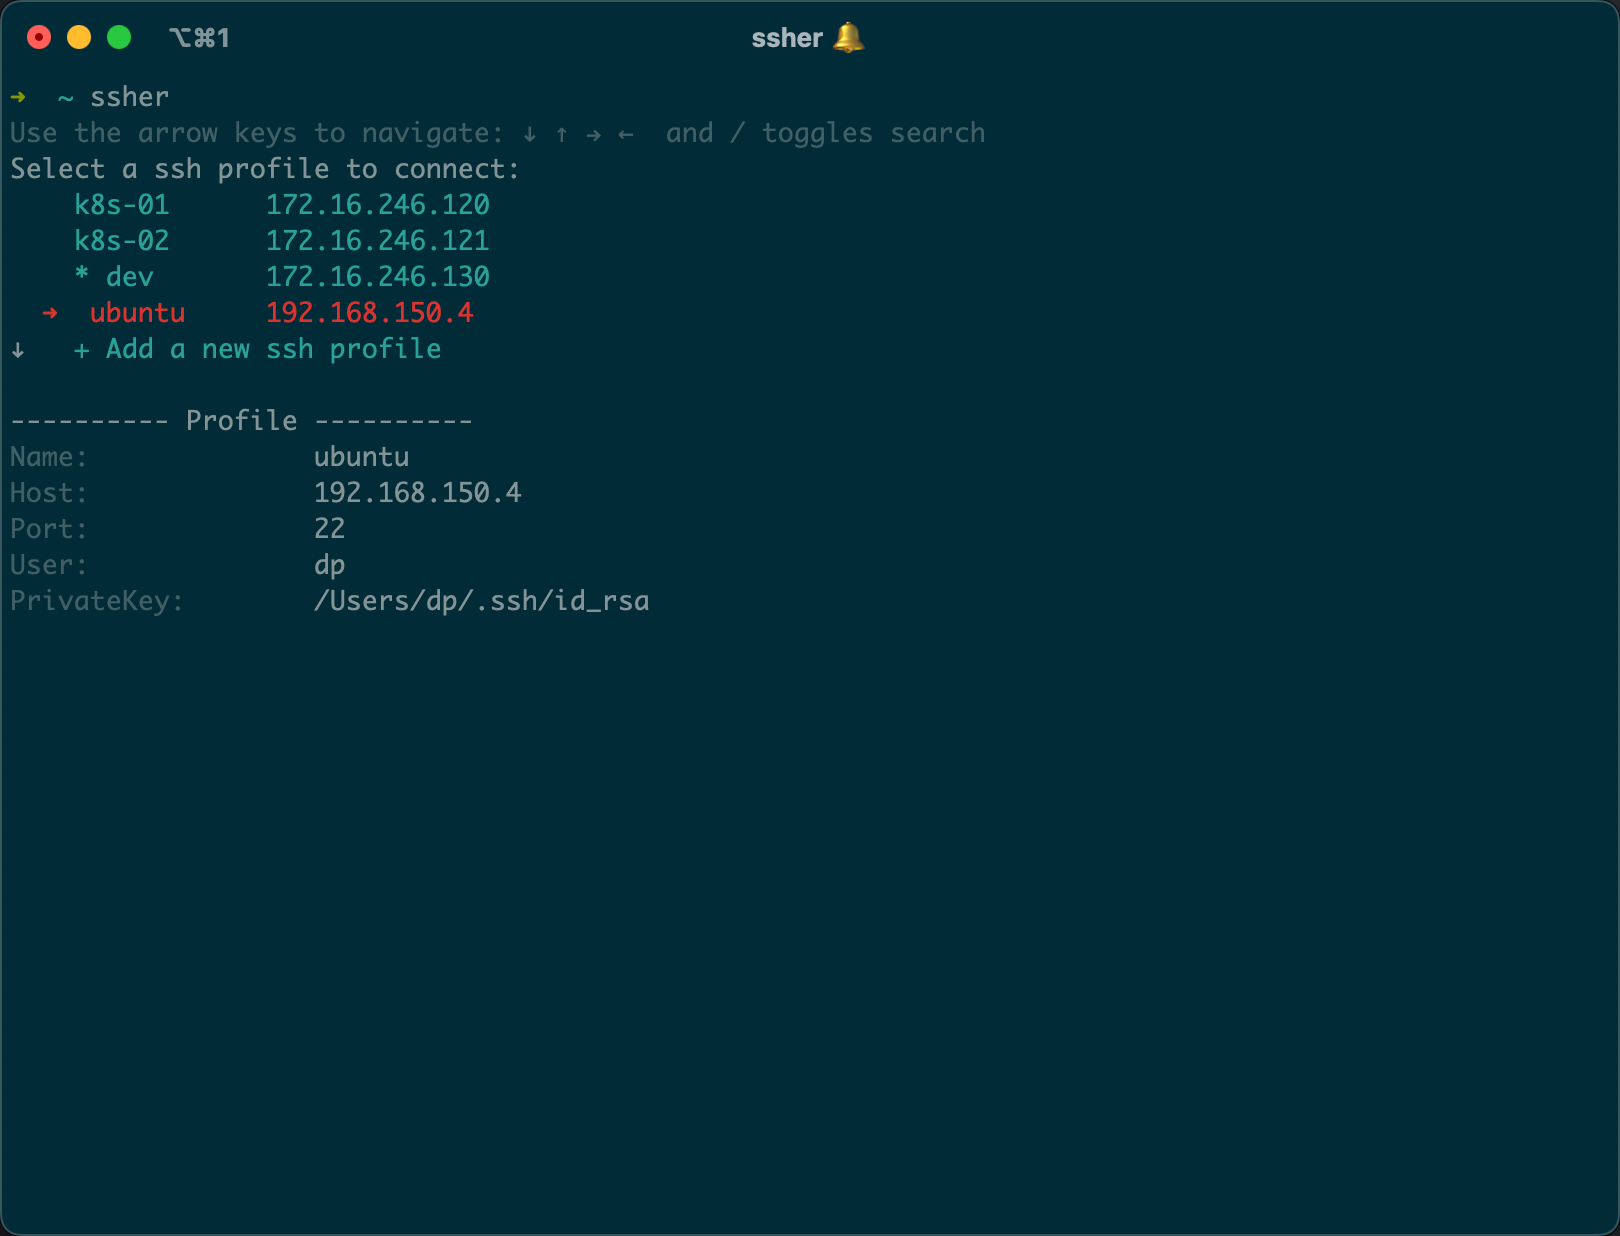 ⌥⌘1 ssher 🔔
➜  ~ ssher
Use the arrow keys to navigate: ↓ ↑ → ←  and / toggles search
Select a ssh profile to connect:
    k8s-01      172.16.246.120
    k8s-02      172.16.246.121
    * dev       172.16.246.130
  ➜  ubuntu     192.168.150.4
↓   + Add a new ssh profile
---------- Profile ----------
Name:              ubuntu
Host:              192.168.150.4
Port:              22
User:              dp
PrivateKey:        /Users/dp/.ssh/id_rsa